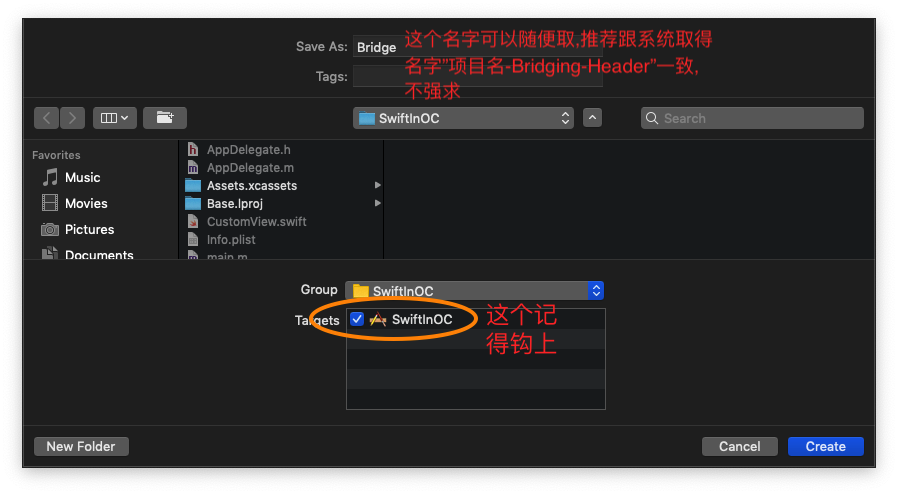 Save As: Bridge
这个名字可以随便取,推荐跟系统取得
名字"项目名-Bridging-Header"一致,
不强求
Tags:
SwiftInOC
Search
Favorites
Music
Movies
Pictures
Documents
AppDelegate.h
AppDelegate.m
Assets.xcassets
Base.lproj
CustomView.swift
Info.plist
main.m
Group SwiftInOC
Targets SwiftInOC
这个记
得钩上
New Folder
Cancel
Create